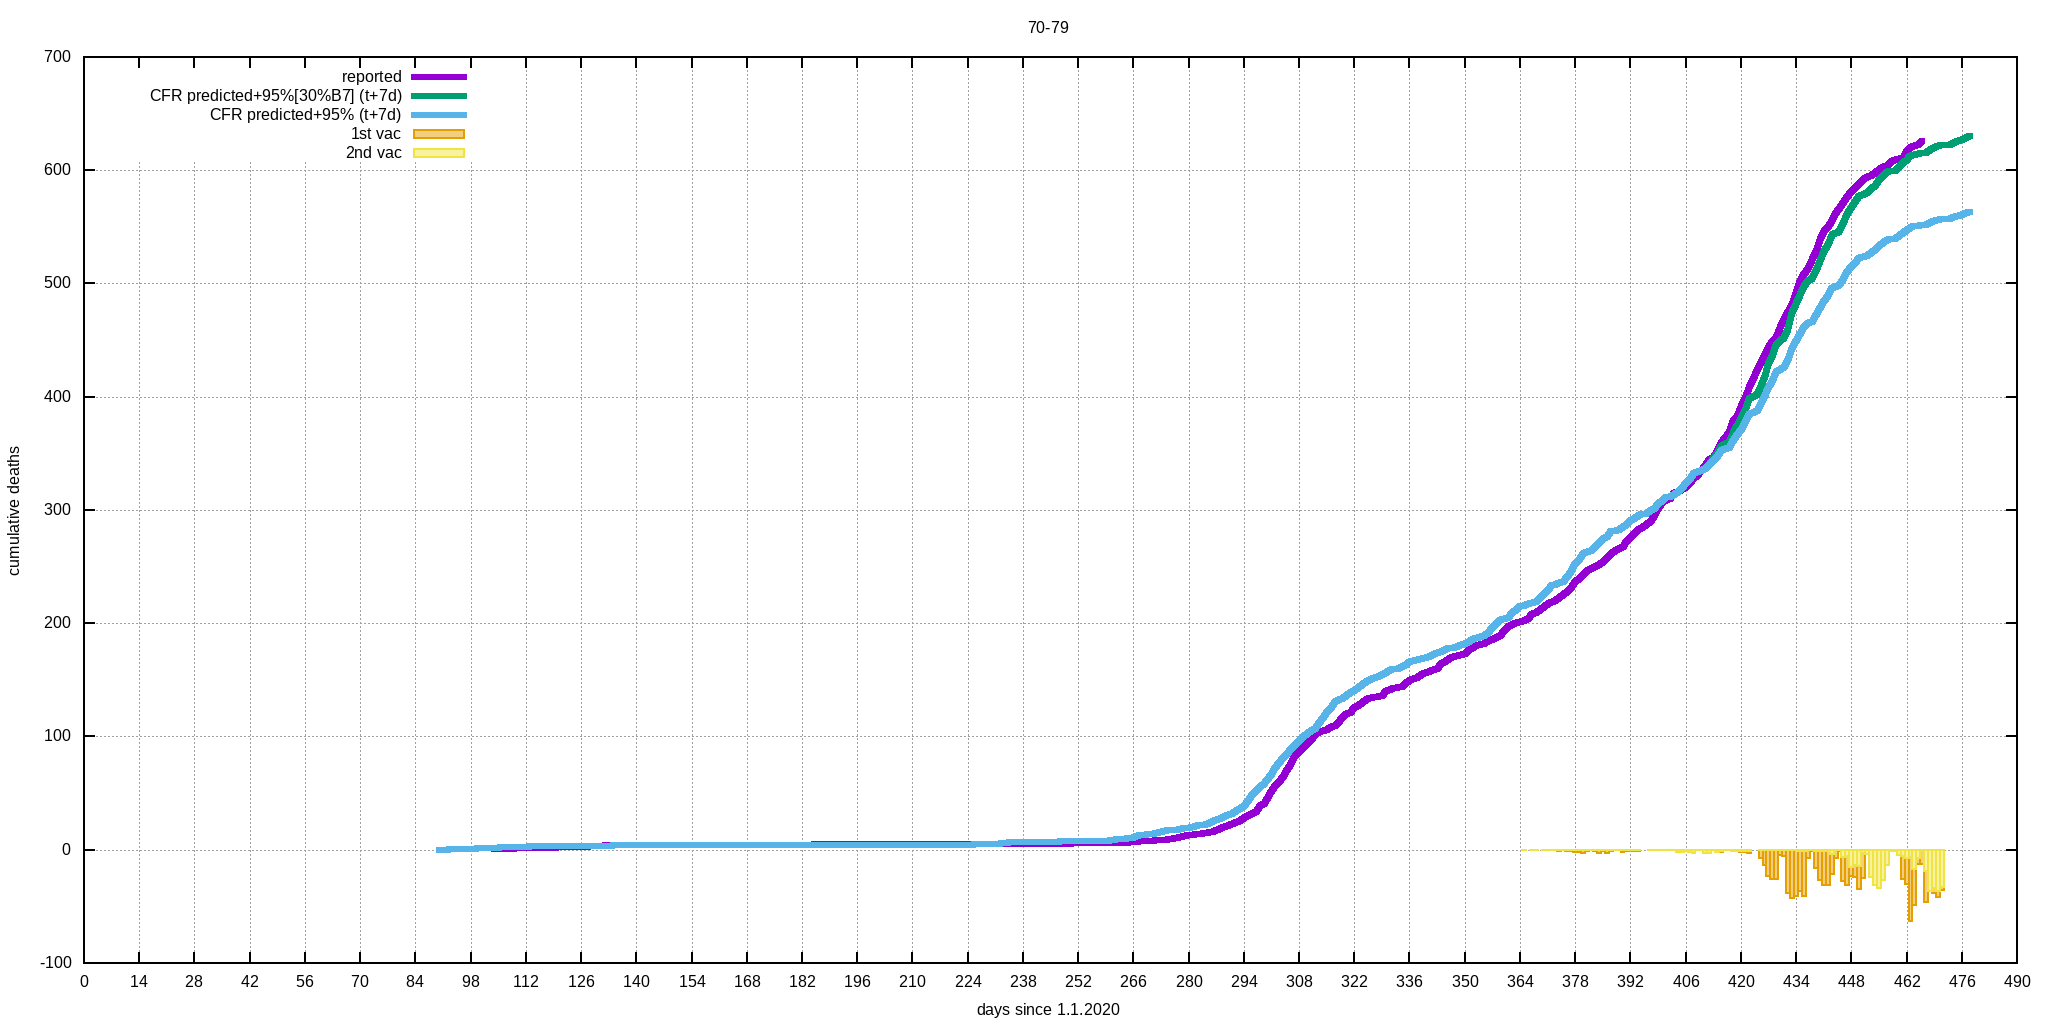 70-79
700
600
500
400
300
200
100
0
-100
cumulative deaths
reported
CFR predicted+95%[30%B7] (t+7d)
CFR predicted+95% (t+7d)
1st vac
2nd vac
0 14 28 42 56 70 84 98 112 126 140 154 168 182 196 210 224 238 252 266 280 294 308 322 336 350 364 378 392 406 420 434 448 462 476 490
days since 1.1.2020